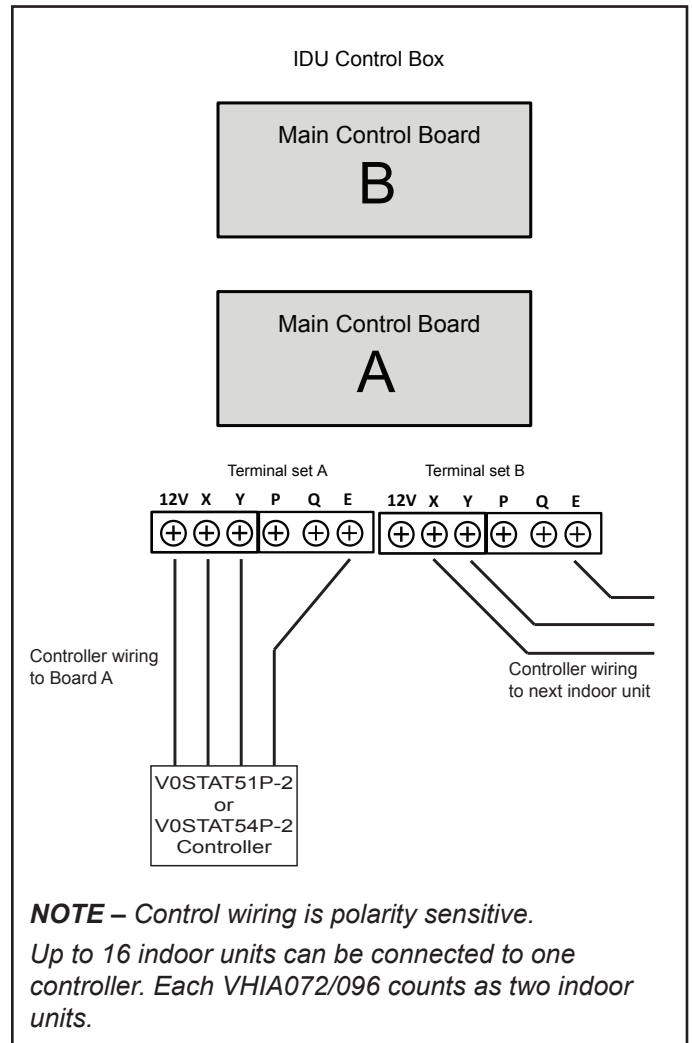 IDU Control Box
Main Control Board
B
Main Control Board
A
Terminal set A
Terminal set B
12V X Y P Q E
12V X Y P Q E
Controller wiring
to Board A
Controller wiring
to next indoor unit
V0STAT51P-2
or
V0STAT54P-2
Controller
NOTE – Control wiring is polarity sensitive.
Up to 16 indoor units can be connected to one
controller. Each VHIA072/096 counts as two indoor
units.